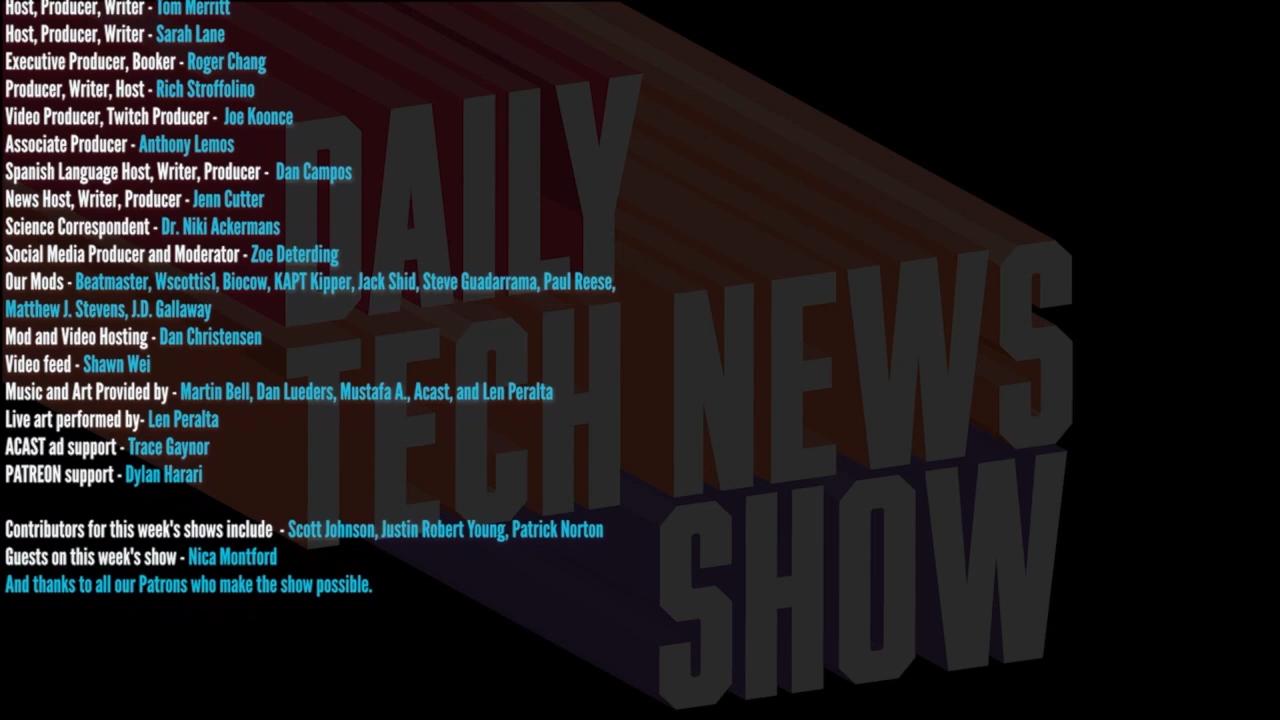 Host, Producer, Writer - Tom Merritt
Host, Producer, Writer - Sarah Lane
Executive Producer, Booker - Roger Chang
Producer, Writer, Host - Rich Stroffolino
Video Producer, Twitch Producer - Joe Koonce
Associate Producer - Anthony Lemos
Spanish Language Host, Writer, Producer - Dan Campos
News Host, Writer, Producer - Jenn Cutter
Science Correspondent - Dr. Niki Ackermans
Social Media Producer and Moderator - Zoe Deterding
Our Mods - Beatmaster, Wscottis1, Biocow, KAPT Kipper, Jack Shid, Steve Guadarrama, Paul Reese,
Matthew J. Stevens, J.D. Gallaway
Mod and Video Hosting - Dan Christensen
Video feed - Shawn Wei
Music and Art Provided by - Martin Bell, Dan Lueders, Mustafa A., Acast, and Len Peralta
Live art performed by- Len Peralta
ACAST ad support - Trace Gaynor
PATREON support - Dylan Harari
Contributors for this week's shows include - Scott Johnson, Justin Robert Young, Patrick Norton
Guests on this week's show - Nica Montford
And thanks to all our Patrons who make the show possible.
DAILY
TECH NEWS
SHOW